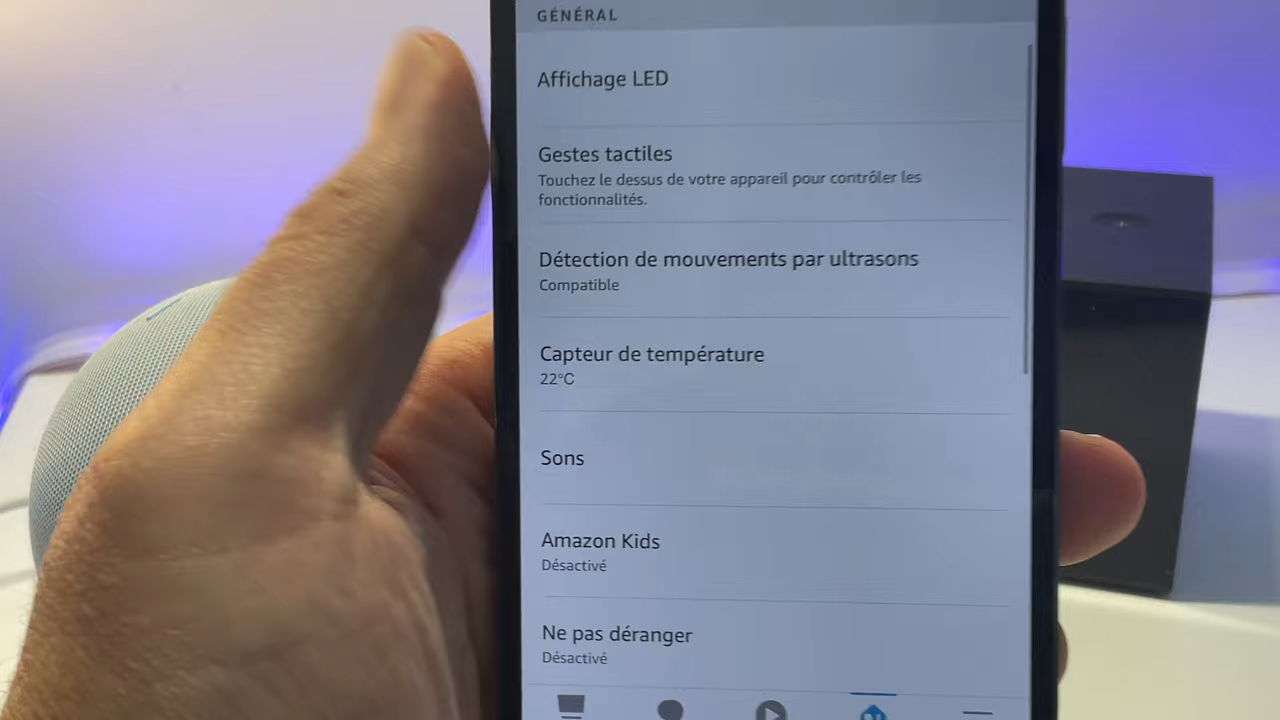 GÉNÉRAL
Affichage LED
Gestes tactiles
Touchez le dessus de votre appareil pour contrôler les
fonctionnalités.
Détection de mouvements par ultrasons
Compatible
Capteur de température
22°C
Sons
Amazon Kids
Désactivé
Ne pas déranger
Désactivé